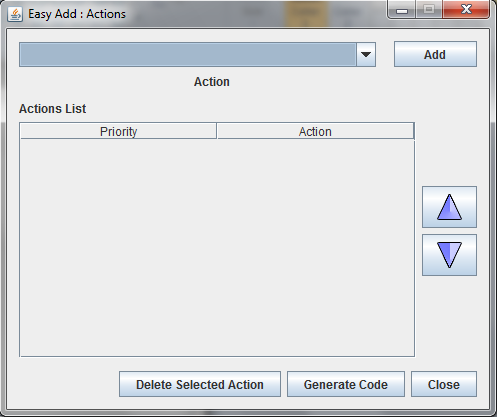 Easy Add : Actions
Add
Action
Actions List
Priority Action
Delete Selected Action Generate Code Close